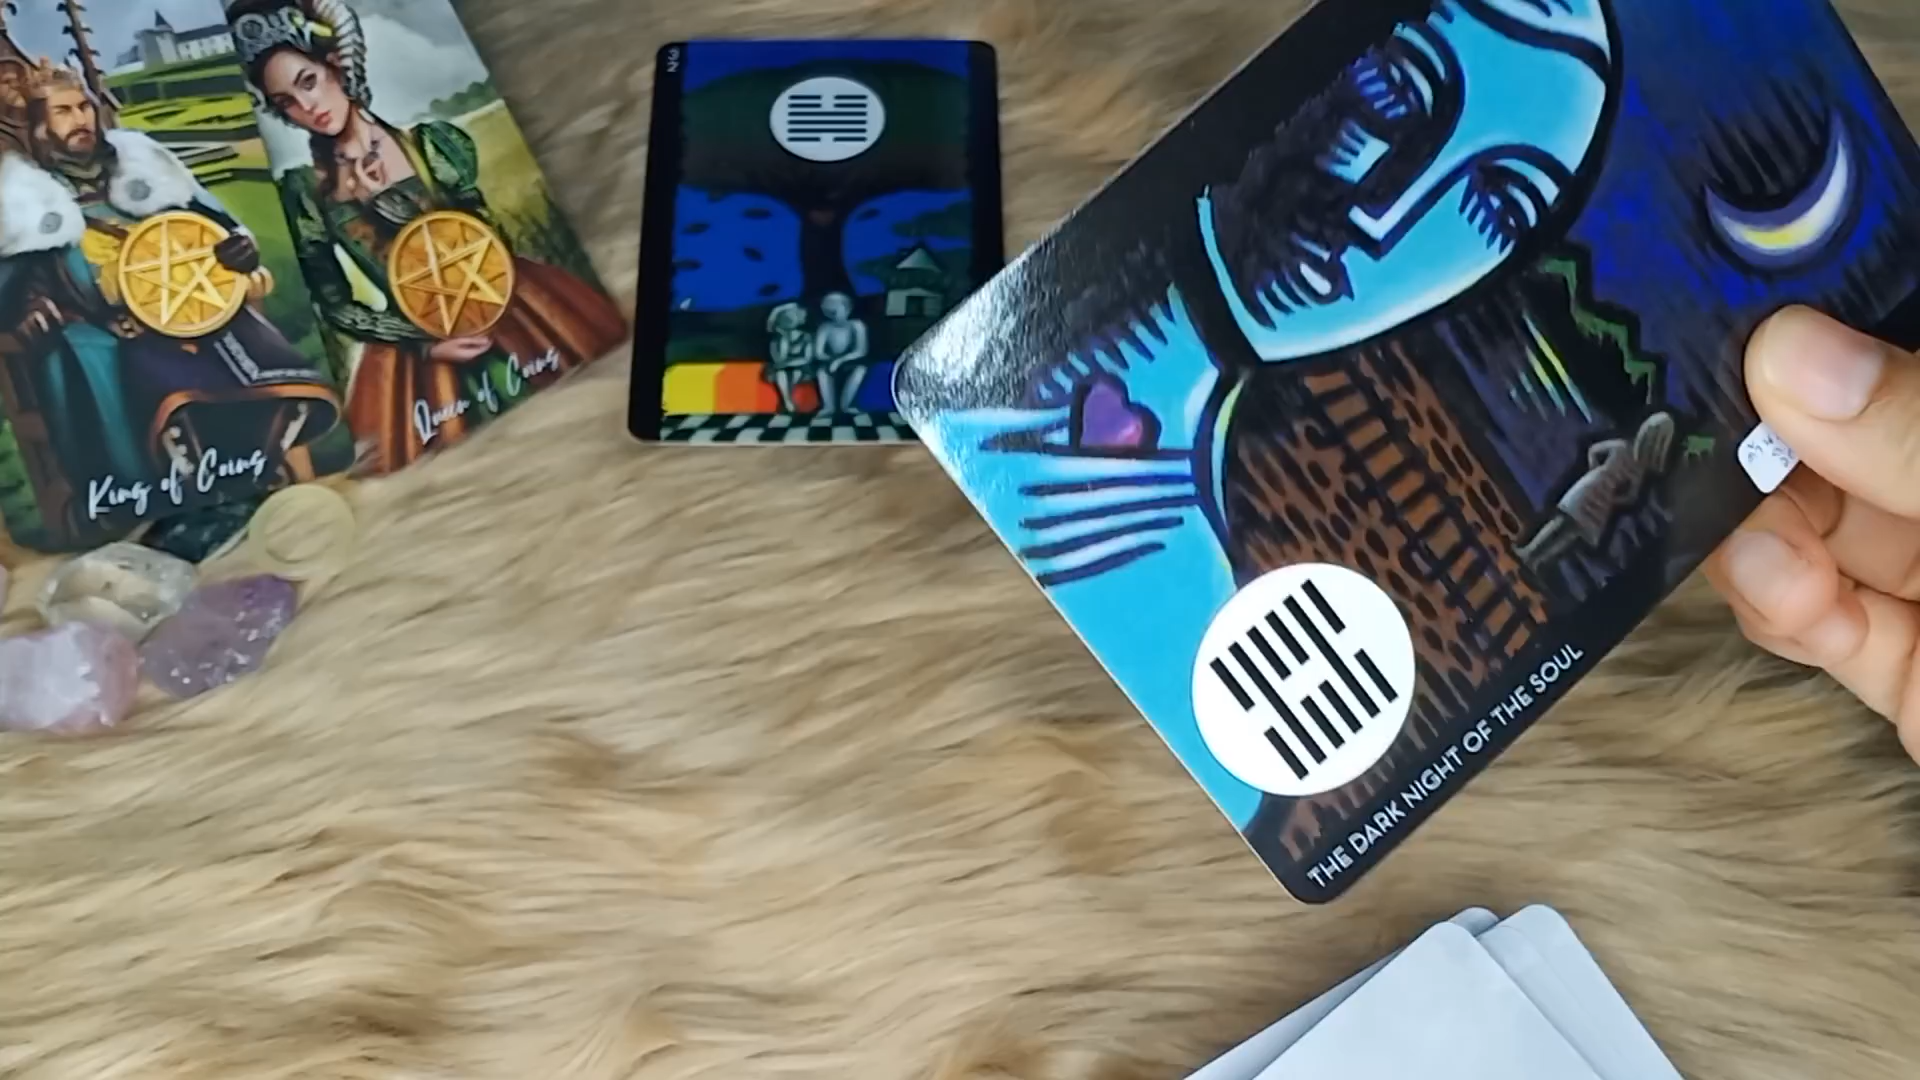 King of Coins
Queen of Coins
THE DARK NIGHT OF THE SOUL